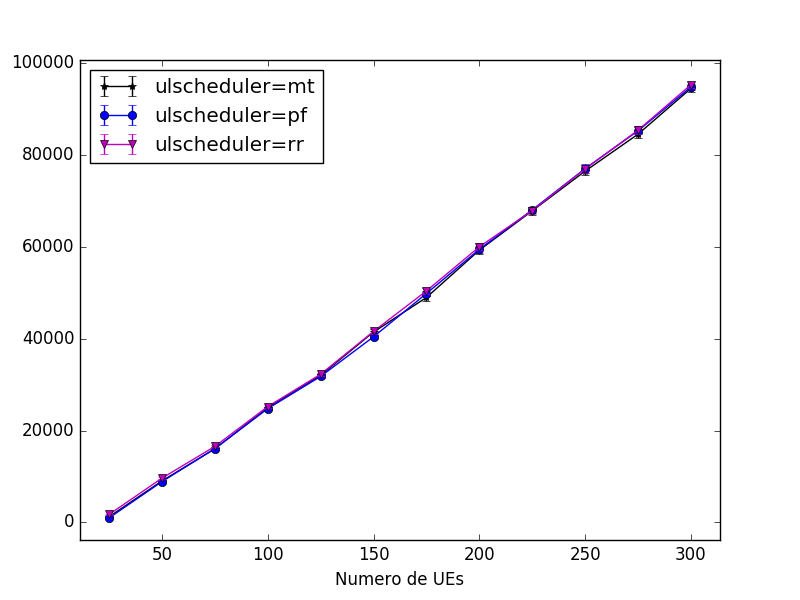 100000
80000
60000
40000
20000
0
ulscheduler=mt
ulscheduler=pf
ulscheduler=rr
50 100 150 200 250 300
Numero de UEs